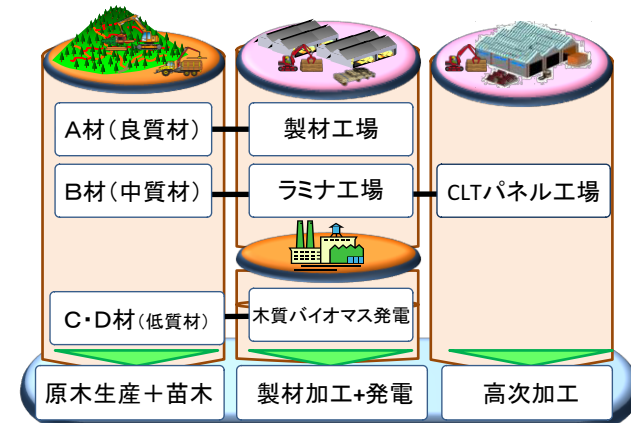 A材(良質材)
製材工場
B材(中質材)
ラミナ工場
CLTパネル工場
C・D材(低質材)
木質バイオマス発電
原木生産+苗木
製材加工+発電
高次加工